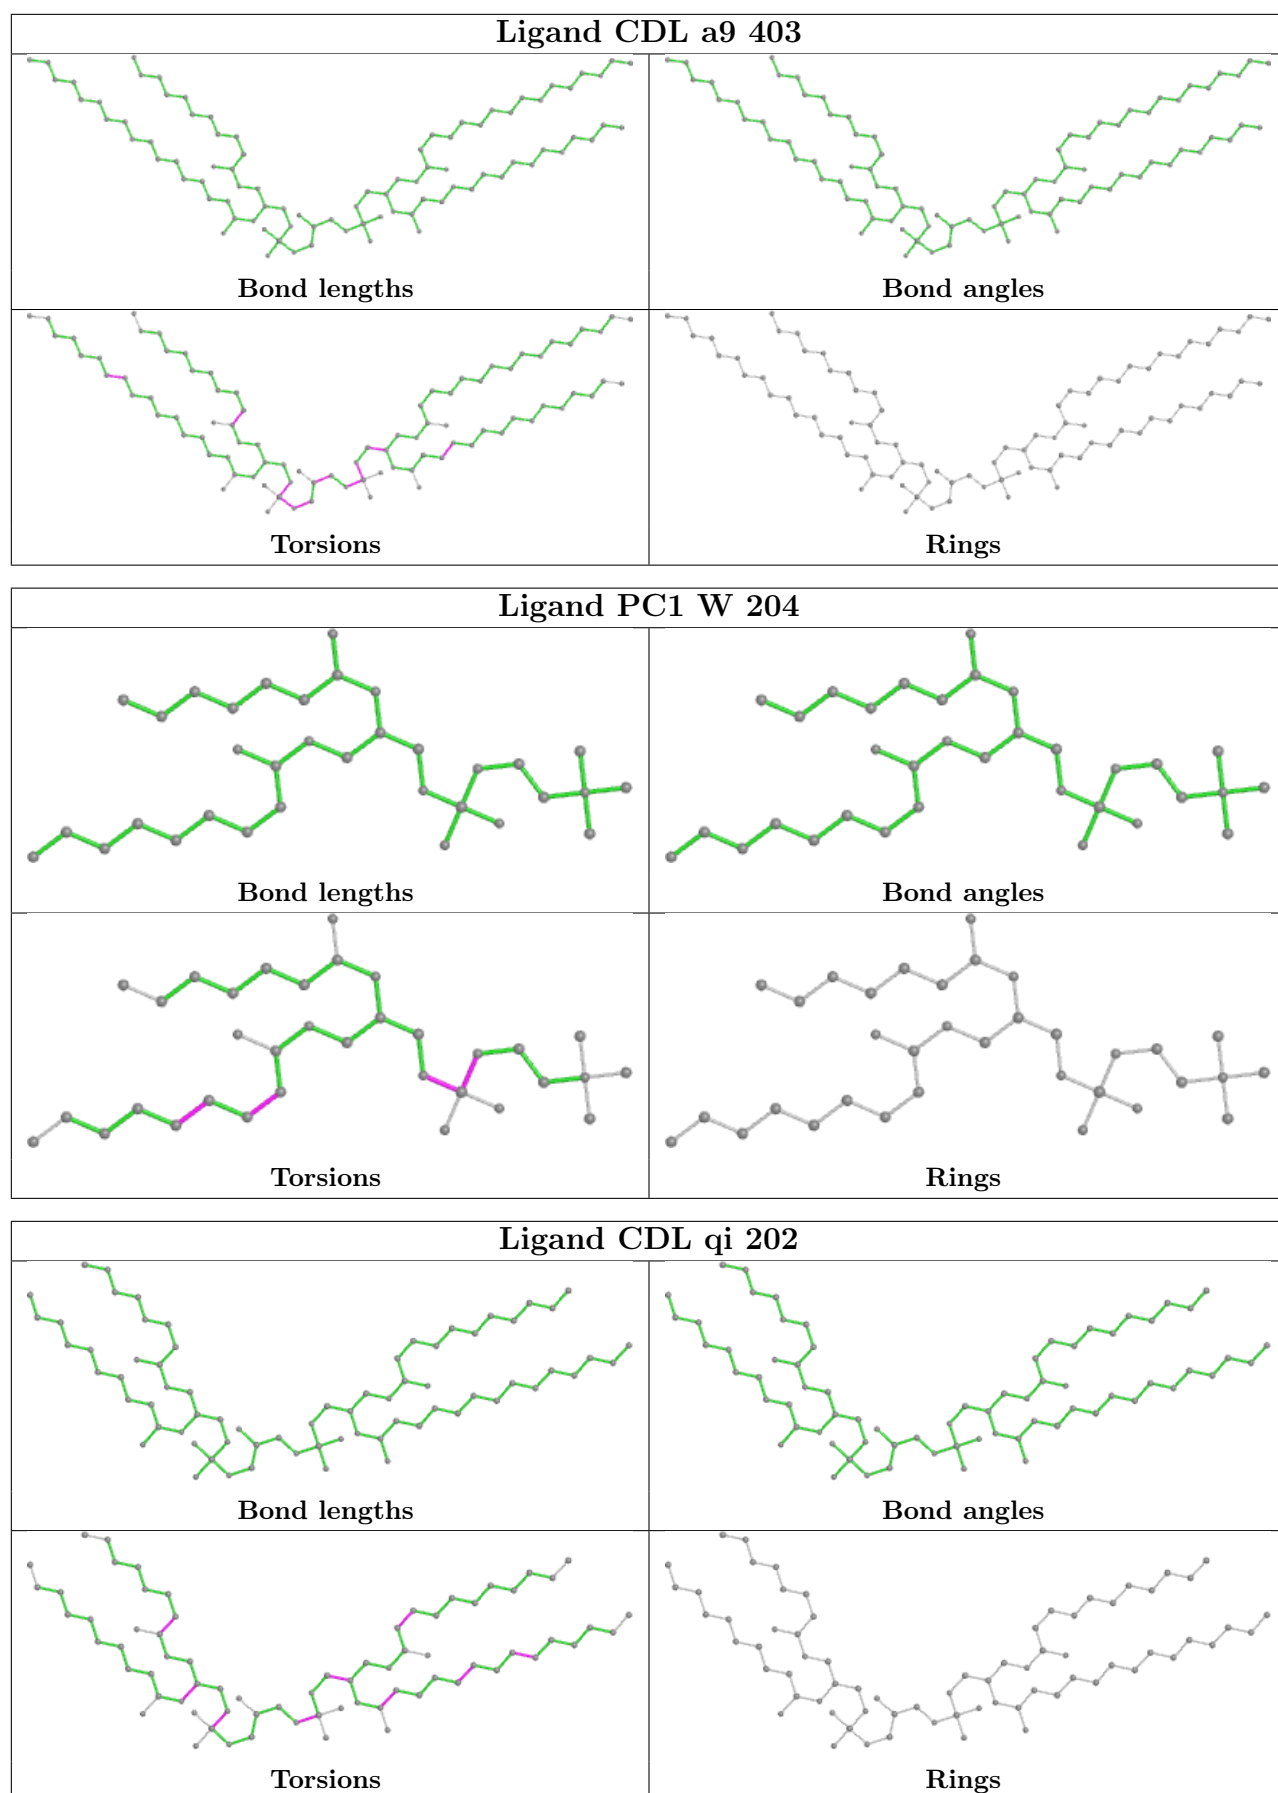 Ligand CDL a9 403
Bond lengths
Bond angles
Torsions
Rings
Ligand PC1 W 204
Bond lengths
Bond angles
Torsions
Rings
Ligand CDL qi 202
Bond lengths
Bond angles
Torsions
Rings